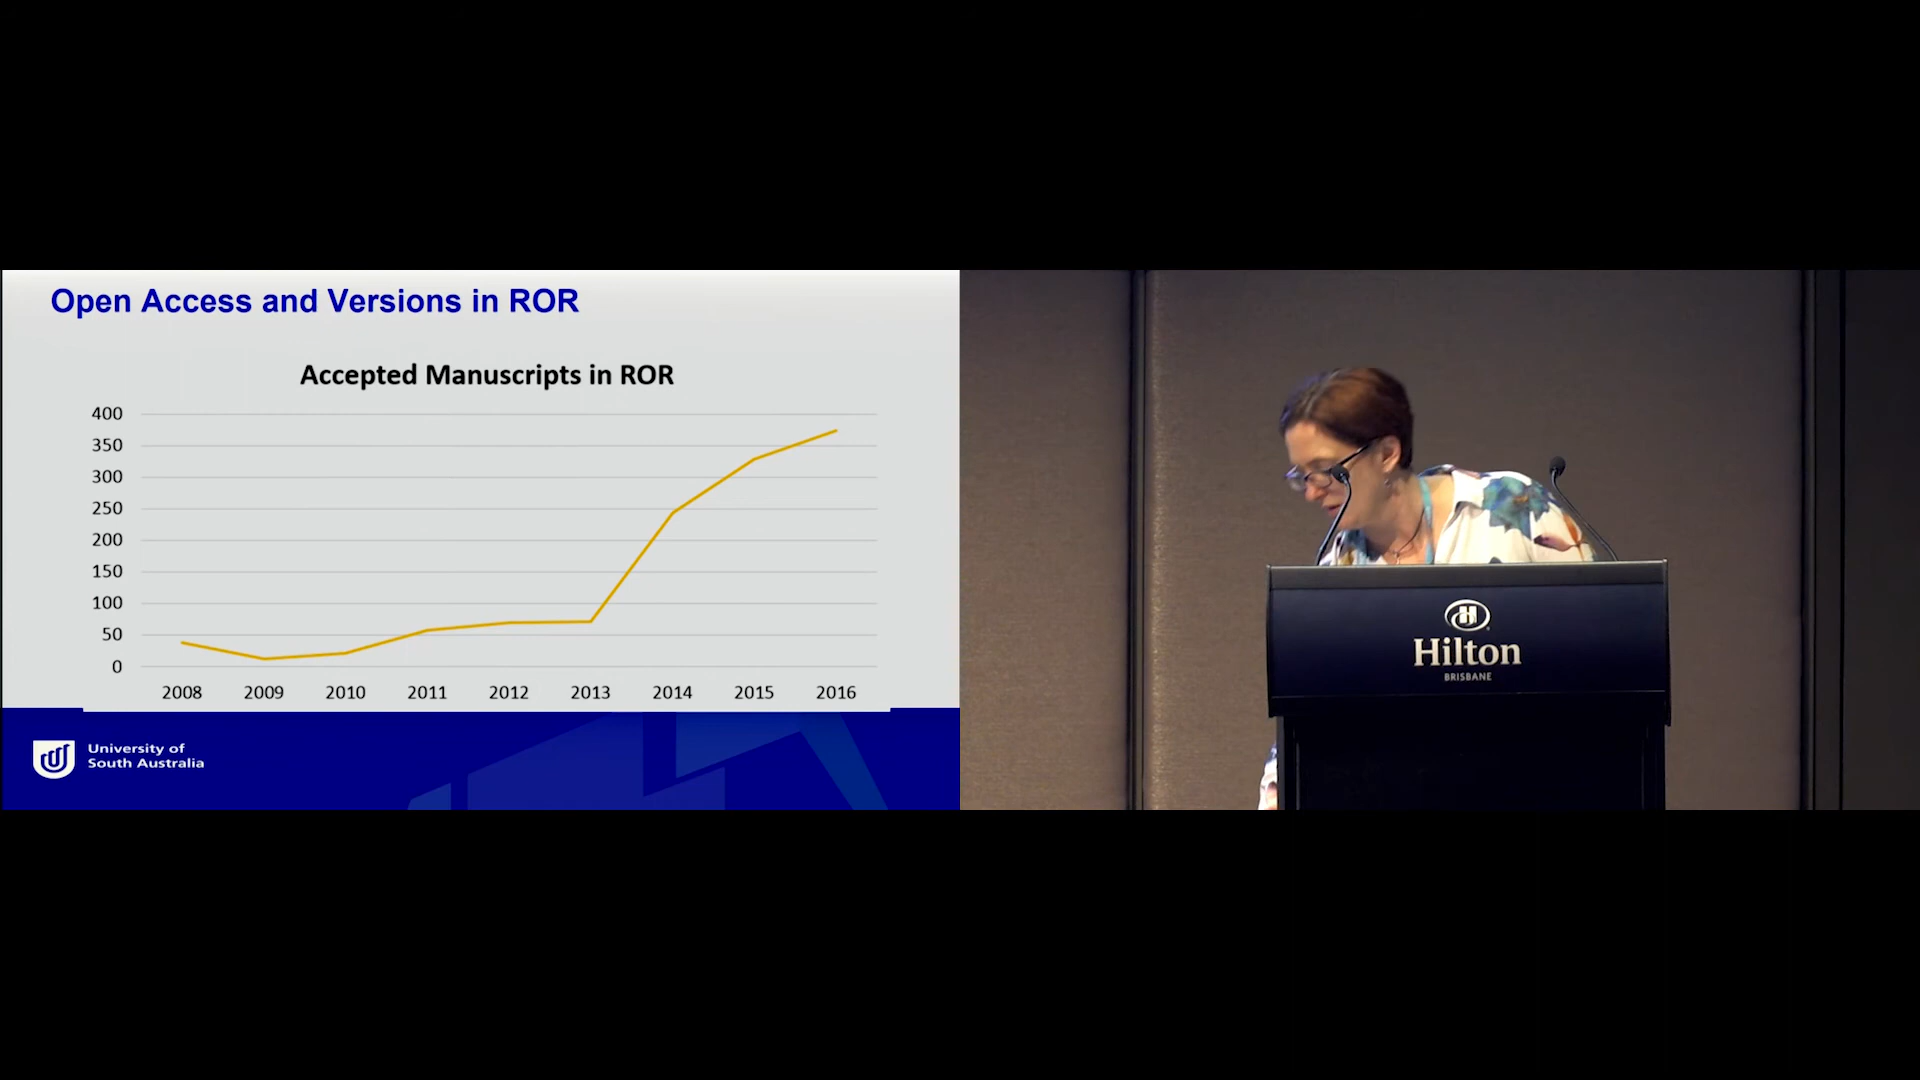 Open Access and Versions in ROR
Accepted Manuscripts in ROR
400
350
300
250
200
150
100
50
0
2008 2009 2010 2011 2012 2013 2014 2015 2016
University of
South Australia
Hilton
BRISBANE